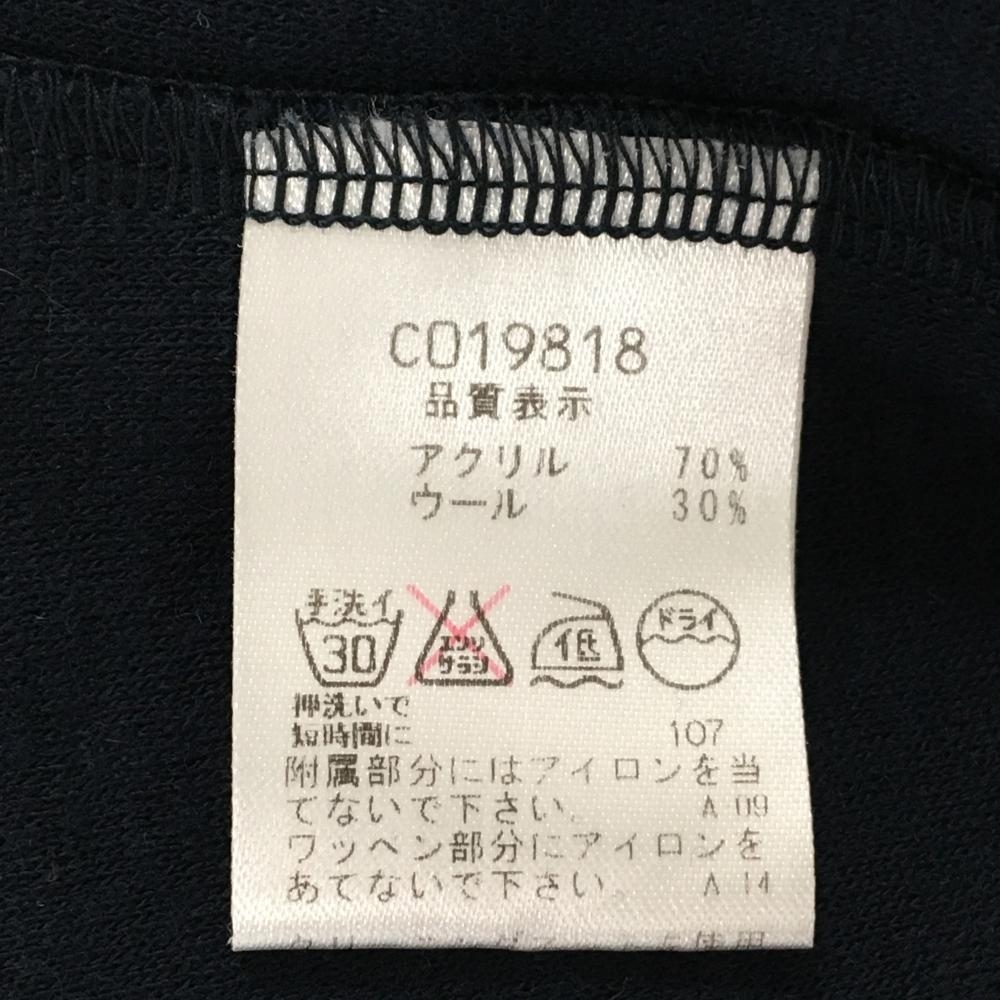 C019818
品質表示
アクリル 70%
ウール 30%
手洗イ 30 エンソサラシ 低 ドライ
押洗いで
短時間に 107
附属部分にはアイロンを当
てないで下さい。 A 09
ワッペン部分にアイロンを
あてないで下さい。 A 14